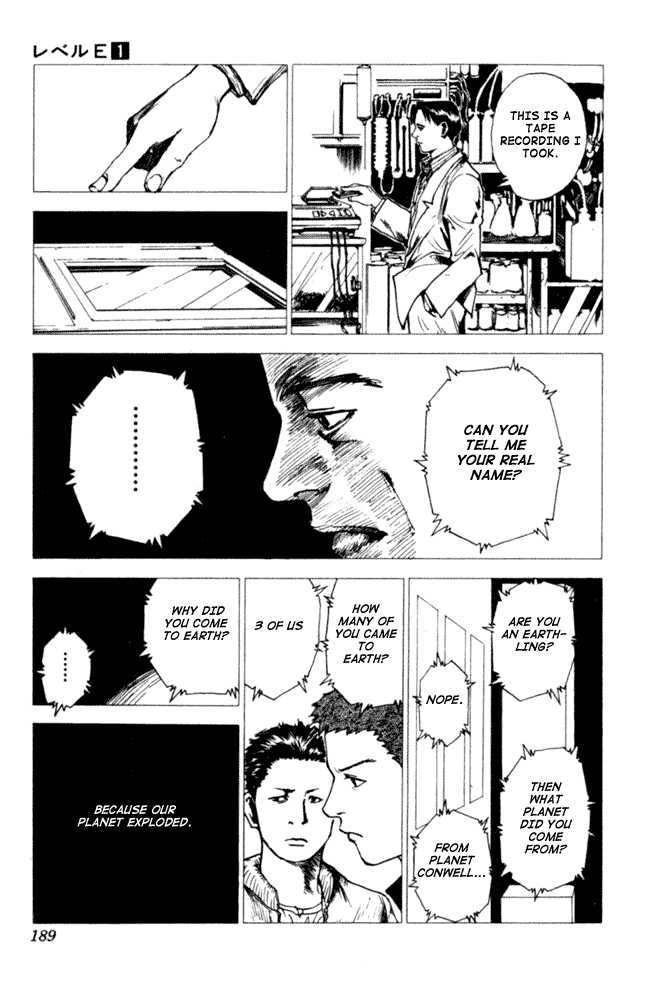 レベルE1
THIS IS A
TAPE
RECORDING I
TOOK.
CAN YOU
TELL ME
YOUR REAL
NAME?
.........
ARE YOU
AN EARTH-
LING?
NOPE.
THEN
WHAT
PLANET
DID YOU
COME
FROM?
FROM
PLANET
CONWELL...
HOW
MANY OF
YOU CAME
TO
EARTH?
3 OF US
WHY DID
YOU COME
TO EARTH?
......
BECAUSE OUR
PLANET EXPLODED.
189